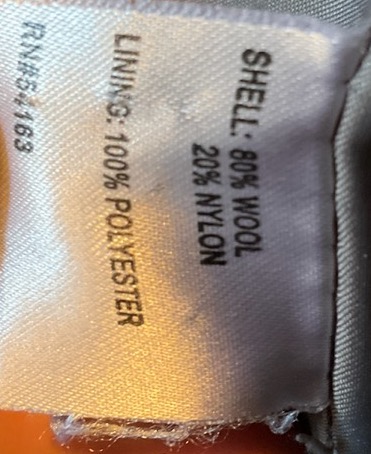 SHELL: 80% WOOL
20% NYLON
LINING: 100% POLYESTER
RN#54163